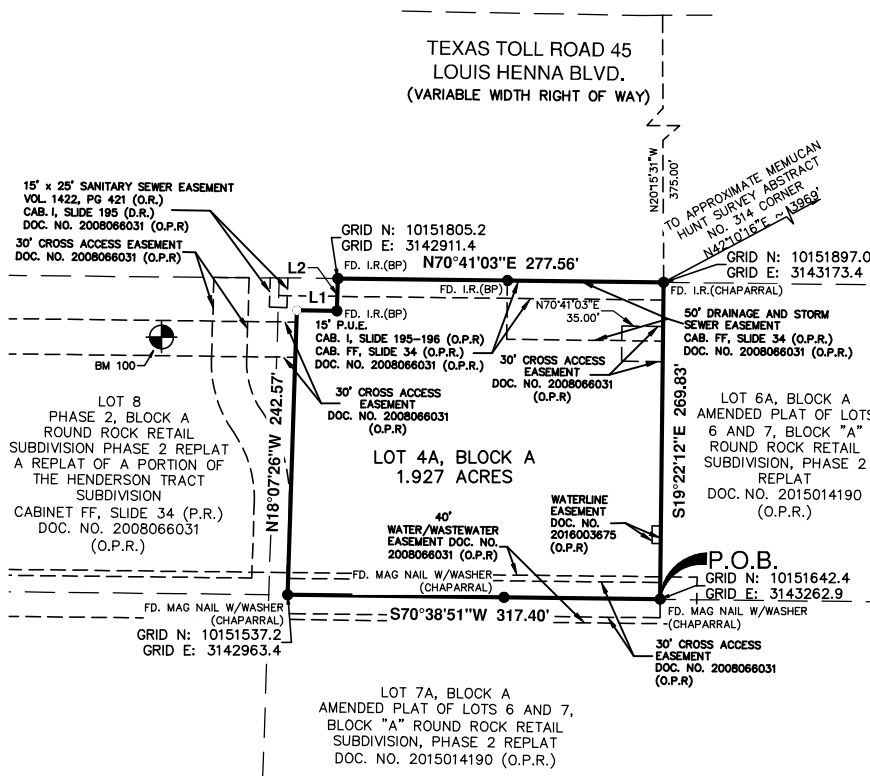 TEXAS TOLL ROAD 45
LOUIS HENNA BLVD.
(VARIABLE WIDTH RIGHT OF WAY)
N20°15'31"W
375.00'
TO APPROXIMATE MEMUCAN
HUNT SURVEY ABSTRACT
NO. 314 CORNER
N42°10'16"E ~ 3969'
15' x 25' SANITARY SEWER EASEMENT
VOL. 1422, PG 421 (O.R.)
CAB. I, SLIDE 195 (D.R.)
DOC. NO. 2008066031 (O.P.R)
30' CROSS ACCESS EASEMENT
DOC. NO. 2008066031 (O.P.R)
GRID N: 10151805.2
GRID E: 3142911.4
L2
FD. I.R.(BP)
N70°41'03"E 277.56'
GRID N: 10151897.0
GRID E: 3143173.4
L1
FD. I.R.(BP)
FD. I.R.(BP)
FD. I.R.(CHAPARRAL)
N70°41'03"E
35.00'
15' P.U.E.
CAB. I, SLIDE 195-196 (O.P.R)
CAB. FF, SLIDE 34 (O.P.R.)
DOC. NO. 2008066031 (O.P.R)
50' DRAINAGE AND STORM
SEWER EASEMENT
CAB. FF, SLIDE 34 (O.P.R.)
DOC. NO. 2008066031 (O.P.R)
30' CROSS ACCESS
EASEMENT
DOC. NO. 2008066031
(O.P.R)
BM 100
30' CROSS ACCESS
EASEMENT
DOC. NO. 2008066031
(O.P.R)
LOT 8
PHASE 2, BLOCK A
ROUND ROCK RETAIL
SUBDIVISION PHASE 2 REPLAT
A REPLAT OF A PORTION OF
THE HENDERSON TRACT
SUBDIVISION
CABINET FF, SLIDE 34 (P.R.)
DOC. NO. 2008066031
(O.P.R.)
N18°07'26"W 242.57'
LOT 4A, BLOCK A
1.927 ACRES
S19°22'12"E 269.83'
LOT 6A, BLOCK A
AMENDED PLAT OF LOTS
6 AND 7, BLOCK "A"
ROUND ROCK RETAIL
SUBDIVISION, PHASE 2
REPLAT
DOC. NO. 2015014190
(O.P.R.)
40'
WATER/WASTEWATER
EASEMENT DOC. NO.
2008066031 (O.P.R)
WATERLINE
EASEMENT
DOC. NO.
2016003675
(O.P.R)
P.O.B.
GRID N: 10151642.4
GRID E: 3143262.9
FD. MAG NAIL W/WASHER
(CHAPARRAL)
FD. MAG NAIL W/WASHER
(CHAPARRAL)
GRID N: 10151537.2
GRID E: 3142963.4
S70°38'51"W 317.40'
FD. MAG NAIL W/WASHER
(CHAPARRAL)
30' CROSS ACCESS
EASEMENT
DOC. NO. 2008066031
(O.P.R)
LOT 7A, BLOCK A
AMENDED PLAT OF LOTS 6 AND 7,
BLOCK "A" ROUND ROCK RETAIL
SUBDIVISION, PHASE 2 REPLAT
DOC. NO. 2015014190 (O.P.R.)